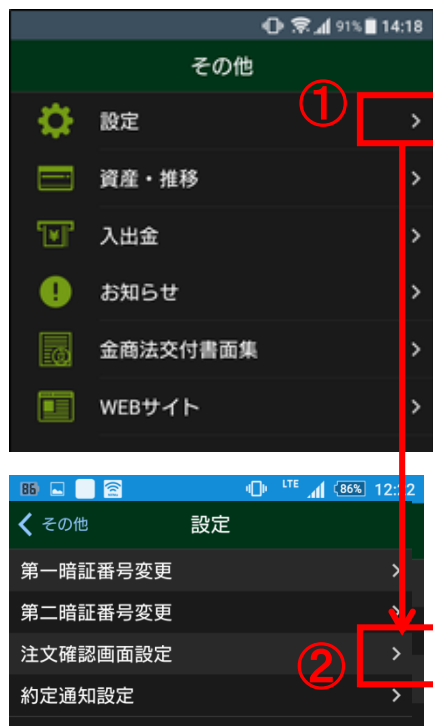 91% 14:18
その他
①
設定
資産・推移
入出金
お知らせ
金商法交付書面集
WEBサイト
86 LTE 86% 12:22
その他 設定
第一暗証番号変更
第二暗証番号変更
注文確認画面設定
②
約定通知設定